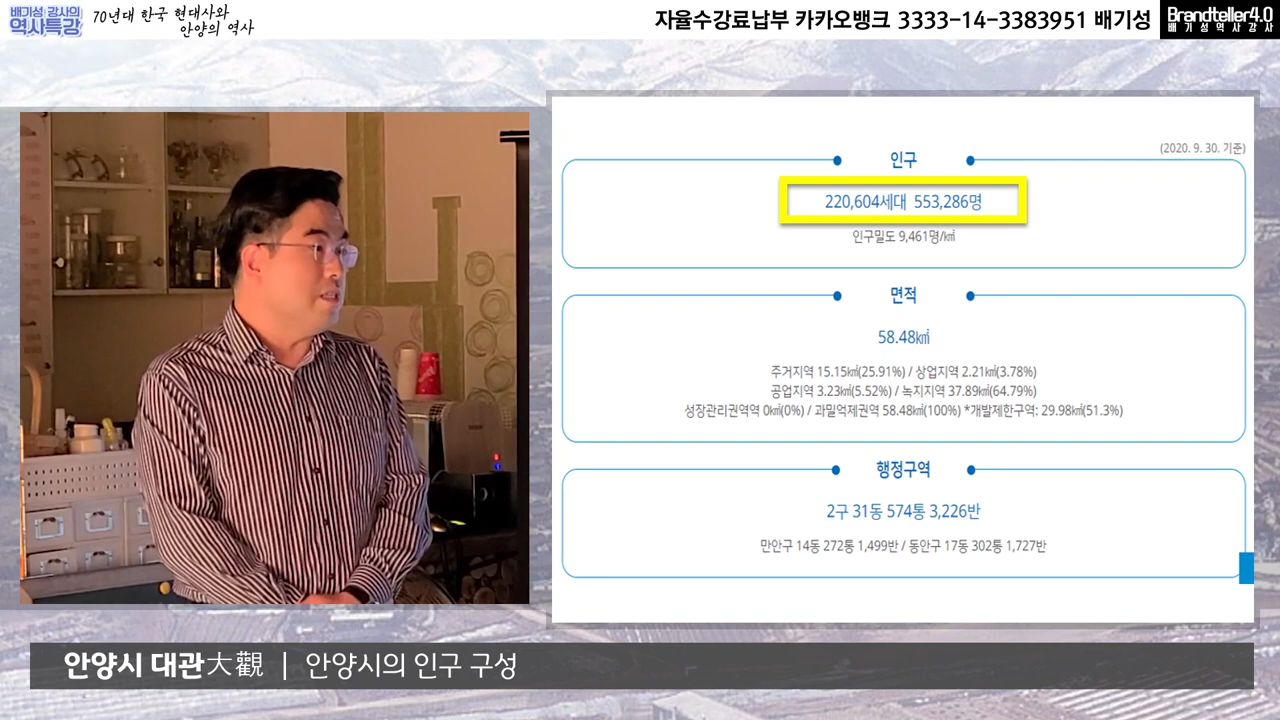 배기성 강사의
역사특강
70년대 한국 현대사와
안양의 역사
자율수강료납부 카카오뱅크 3333-14-3383951 배기성
Brandteller4.0
배기성역사강사
(2020. 9. 30. 기준)
인구
220,604세대 553,286명
인구밀도 9,461명/㎢
면적
58.48㎢
주거지역 15.15㎢(25.91%) / 상업지역 2.21㎢(3.78%)
공업지역 3.23㎢(5.52%) / 녹지지역 37.89㎢(64.79%)
성장관리권역역 0㎢(0%) / 과밀억제권역 58.48㎢(100%) *개발제한구역: 29.98㎢(51.3%)
행정구역
2구 31동 574통 3,226반
만안구 14동 272통 1,499반 / 동안구 17동 302통 1,727반
안양시 대관大觀 | 안양시의 인구 구성